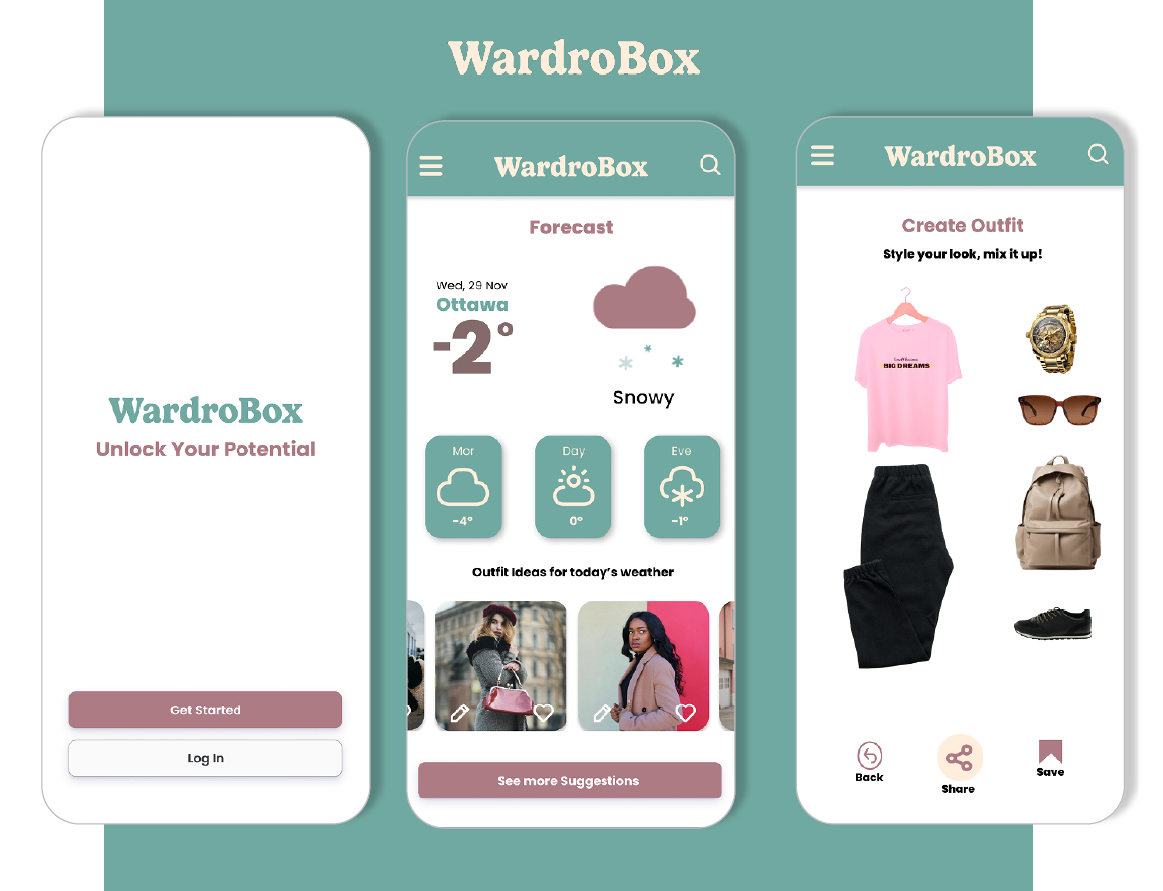 WardroBox
WardroBox
Unlock Your Potential
Get Started
Log In
WardroBox
Forecast
Wed, 29 Nov
Ottawa
-2°
Snowy
Mor
-4°
Day
0°
Eve
-1°
Outfit Ideas for today's weather
See more Suggestions
WardroBox
Create Outfit
Style your look, mix it up!
BIG DREAMS
Back
Share
Save